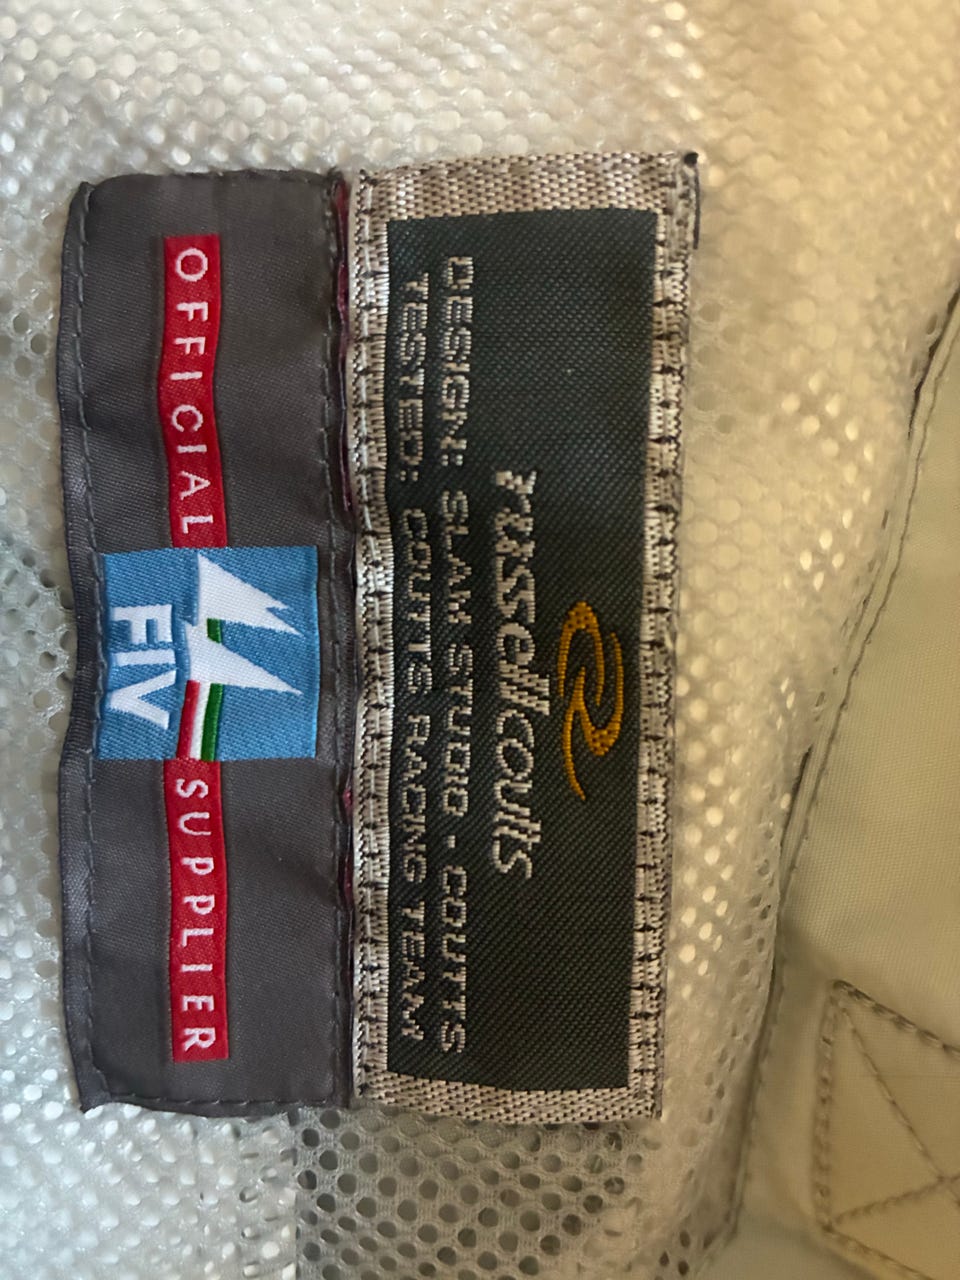 russellcoutts
DESIGN: SLAM STUDIO - COUTTS
TESTED: COUTTS RACING TEAM
OFFICIAL SUPPLIER
FIV